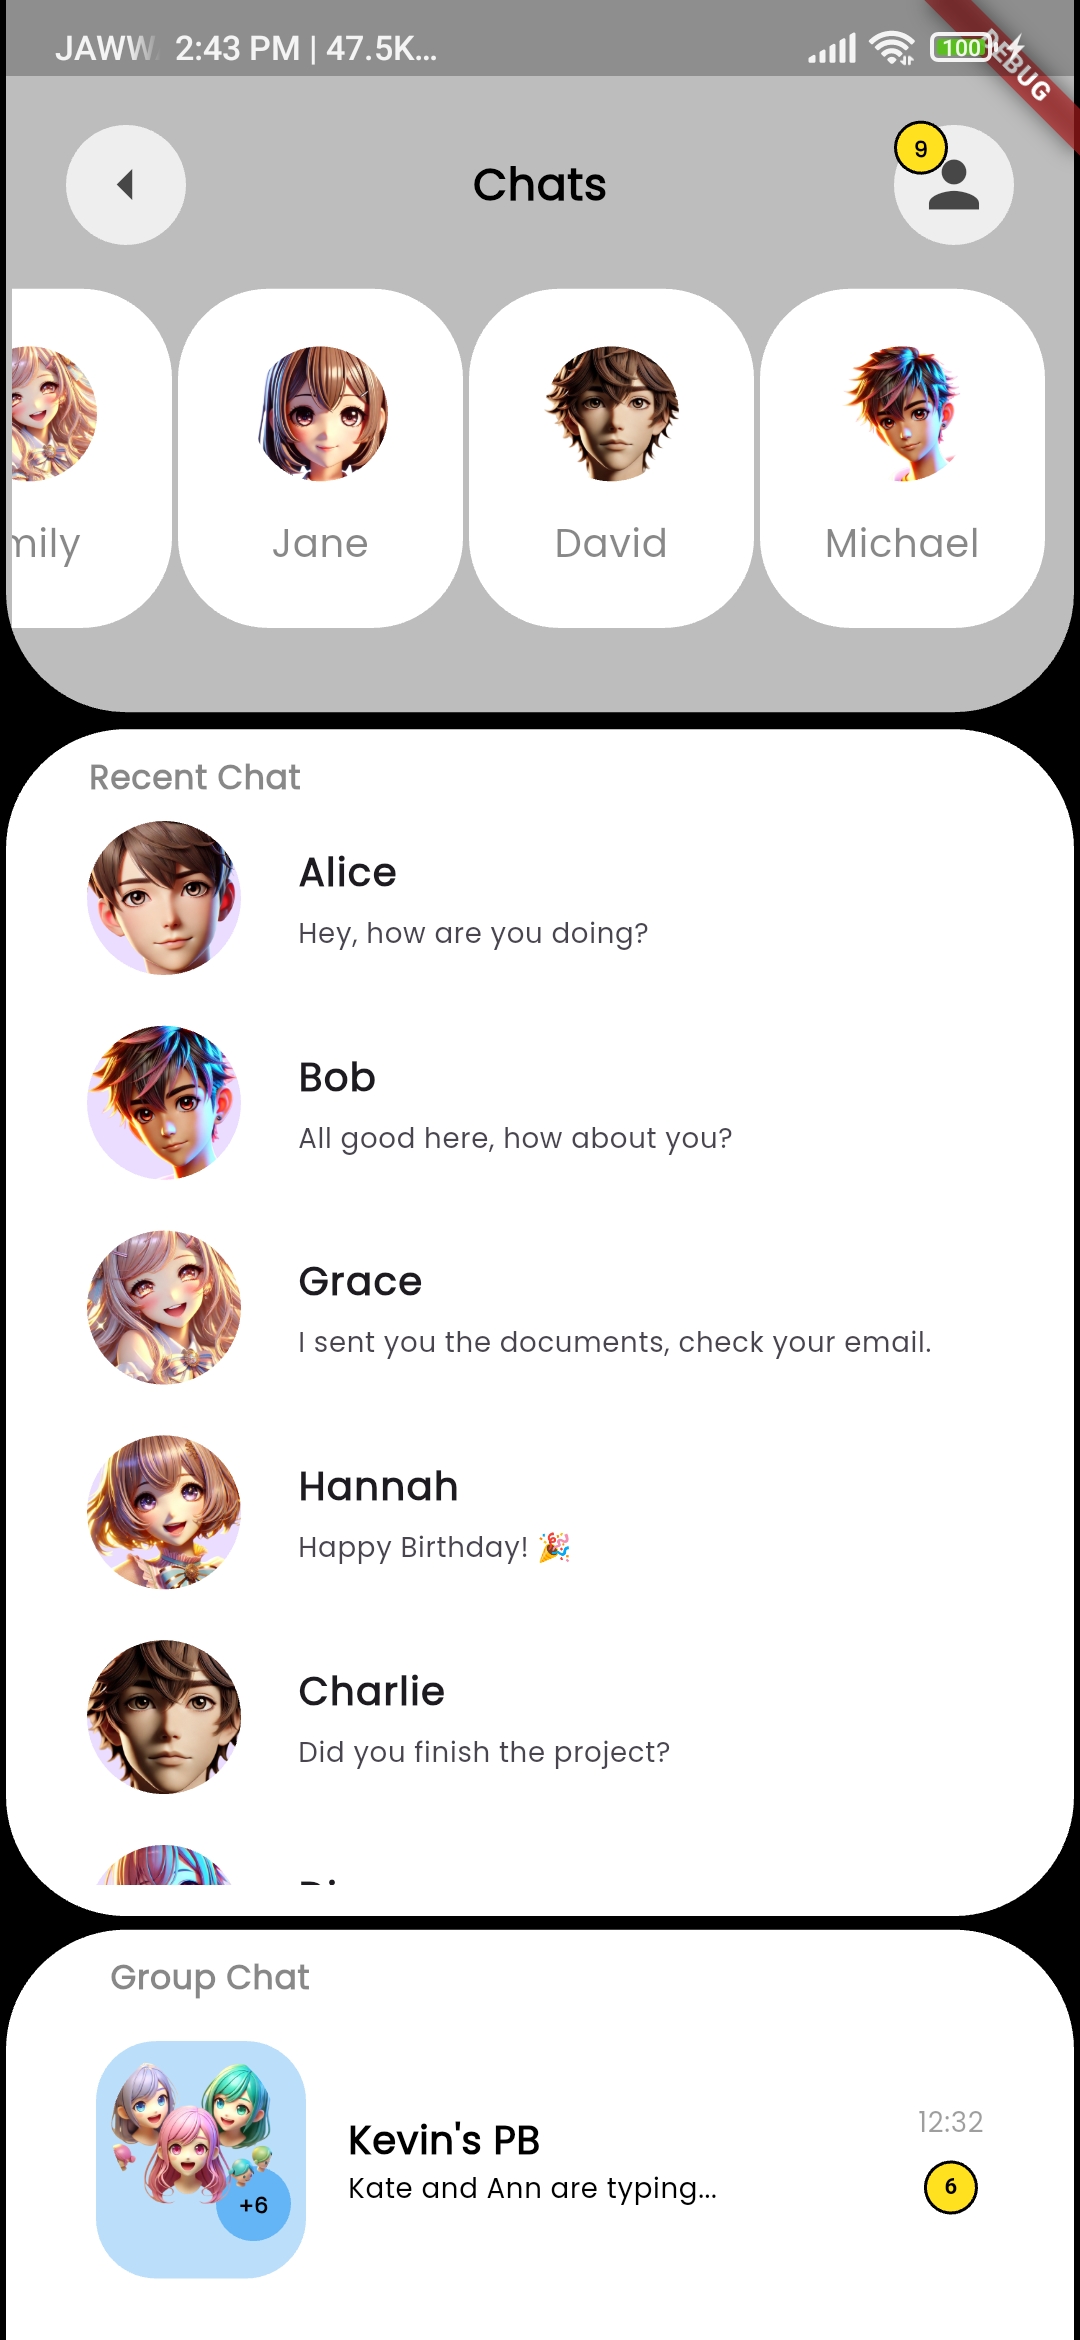 JAWW 2:43 PM | 47.5K...
100
DEBUG
9
Chats
mily
Jane
David
Michael
Recent Chat
Alice
Hey, how are you doing?
Bob
All good here, how about you?
Grace
I sent you the documents, check your email.
Hannah
Happy Birthday! 🎉
Charlie
Did you finish the project?
Group Chat
Kevin's PB
12:32
Kate and Ann are typing...
6
+6